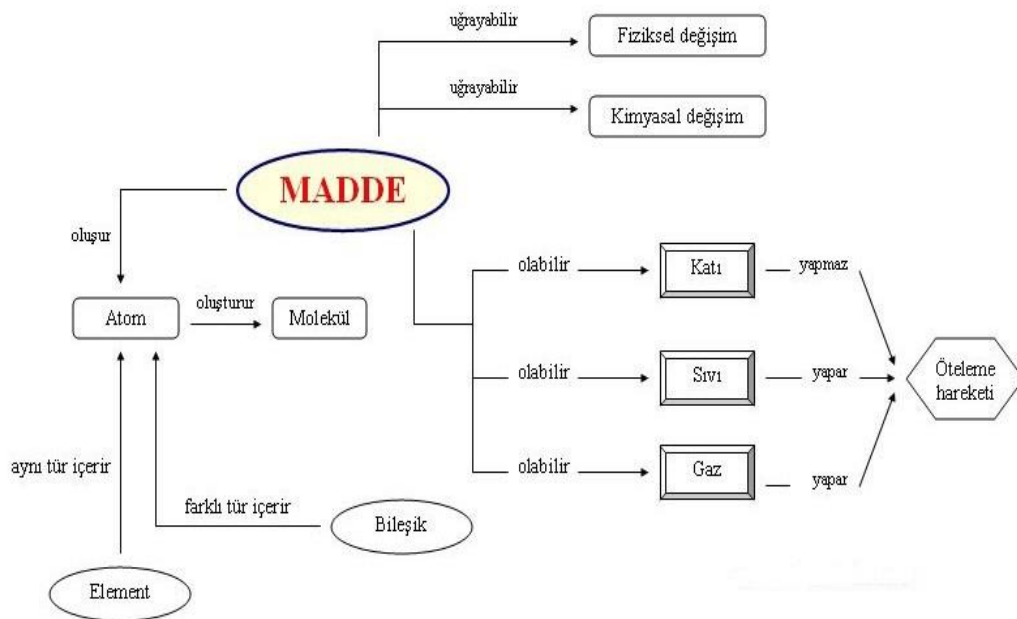 uğrayabilir
Fiziksel değişim
uğrayabilir
Kimyasal değişim
MADDE
oluşur
olabilir
Katı
yapmaz
Atom
oluşturur
Molekül
olabilir
Sıvı
yapar
Öteleme
hareketi
aynı tür içerir
olabilir
Gaz
yapar
farklı tür içerir
Bileşik
Element